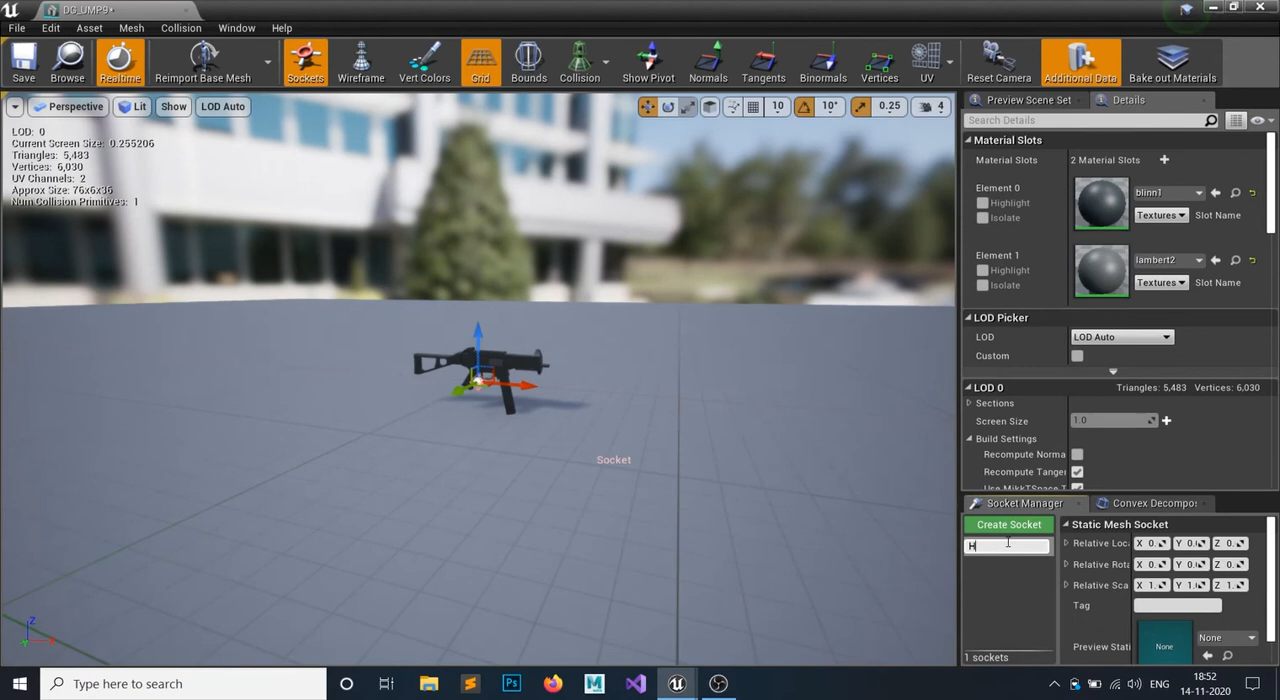 DG_UMP9*
File Edit Asset Mesh Collision Window Help
Save Browse Realtime Reimport Base Mesh Sockets Wireframe Vert Colors Grid Bounds Collision Show Pivot Normals Tangents Binormals Vertices UV Reset Camera Additional Data Bake out Materials
Perspective Lit Show LOD Auto 10 10° 0.25 4
Preview Scene Set Details
Search Details
LOD: 0
Current Screen Size: 0.255206
Triangles: 5,483
Vertices: 6,030
UV Channels: 2
Approx Size: 76x6x36
Num Collision Primitives: 1
Material Slots
Material Slots 2 Material Slots
Element 0 blinn1
Highlight
Isolate Textures Slot Name
Element 1 lambert2
Highlight
Isolate Textures Slot Name
LOD Picker
LOD LOD Auto
Custom
LOD 0 Triangles: 5,483 Vertices: 6,030
Sections
Screen Size 1.0
Build Settings
Recompute Norma
Recompute Tanger
Use MikkTSpace T
Socket
Socket Manager Convex Decompo
Create Socket Static Mesh Socket
H
Relative Loc X 0. Y 0. Z 0.
Relative Rota X 0. Y 0. Z 0.
Relative Sca X 1. Y 1. Z 1.
Tag
Preview Stati None None
1 sockets
Z
X
Y
Type here to search
ENG
18:52
14-11-2020